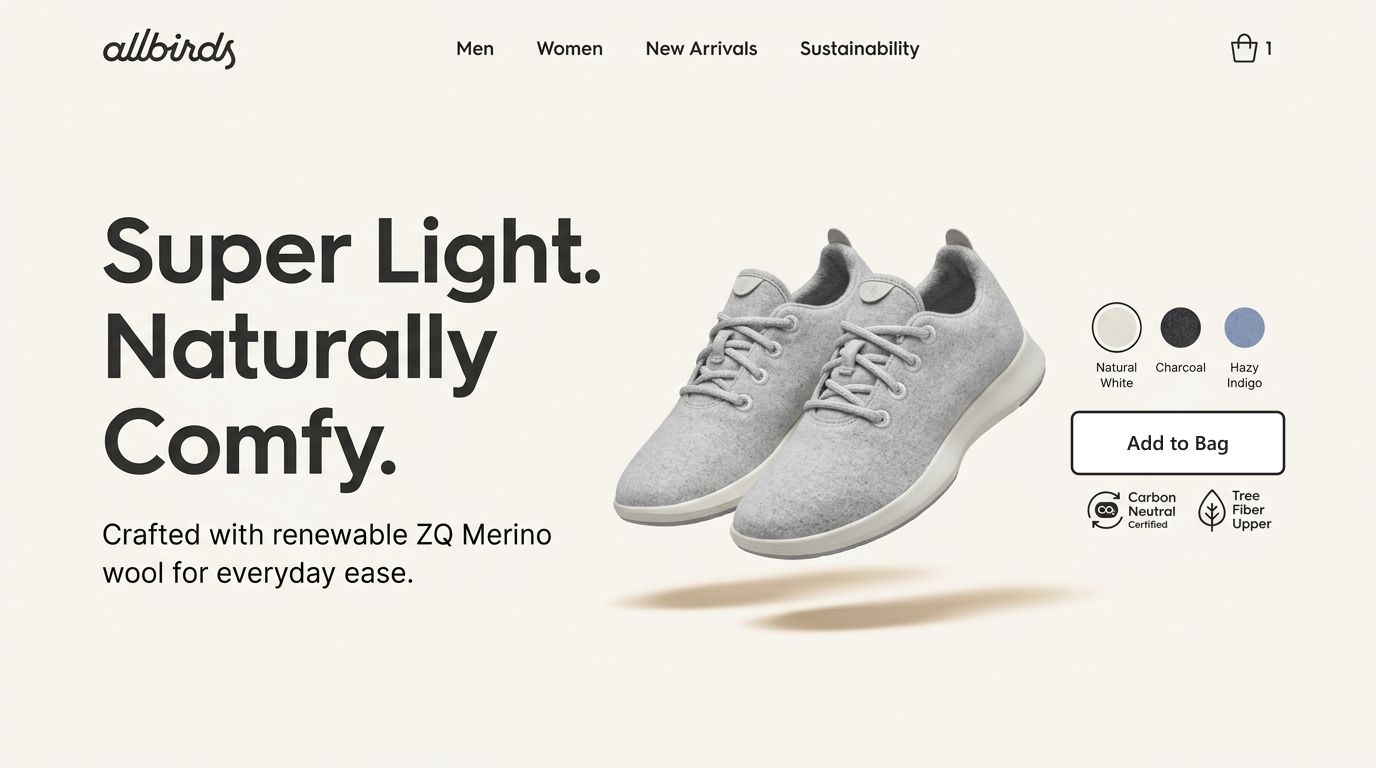 allbirds
Men
Women
New Arrivals
Sustainability
1
Super Light.
Naturally
Comfy.
Crafted with renewable ZQ Merino
wool for everyday ease.
Natural
White
Charcoal
Hazy
Indigo
Add to Bag
CO₂
Carbon
Neutral
Certified
Tree
Fiber
Upper